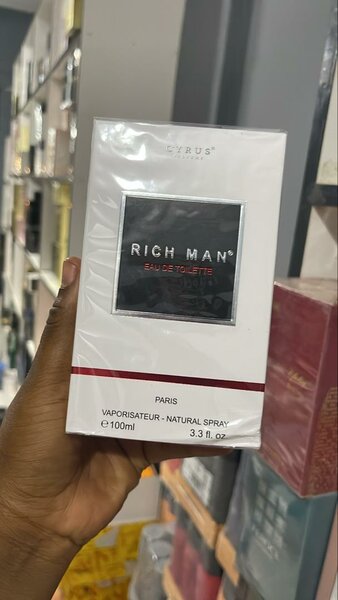 CYRUS®
RICH MAN®
EAU DE TOILETTE
PARIS
VAPORISATEUR - NATURAL SPRAY
℮100ml 3.3 fl. oz